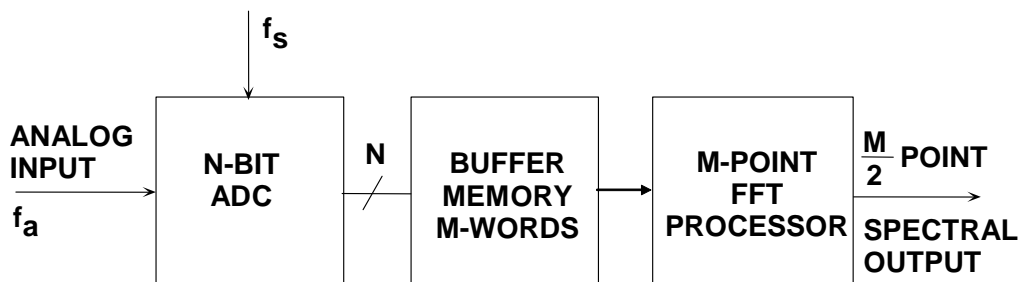 fs
ANALOG
INPUT
fa
N-BIT
ADC
N
BUFFER
MEMORY
M-WORDS
M-POINT
FFT
PROCESSOR
M
2 POINT
SPECTRAL
OUTPUT